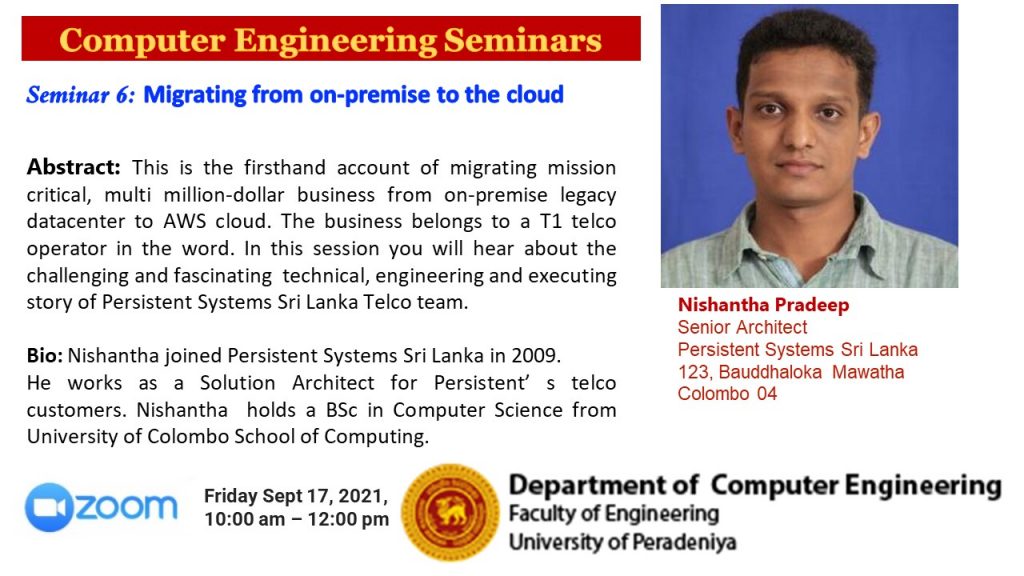 Computer Engineering Seminars
Seminar 6: Migrating from on-premise to the cloud
Abstract: This is the firsthand account of migrating mission
critical, multi million-dollar business from on-premise legacy
datacenter to AWS cloud. The business belongs to a T1 telco
operator in the word. In this session you will hear about the
challenging and fascinating technical, engineering and executing
story of Persistent Systems Sri Lanka Telco team.
Bio: Nishantha joined Persistent Systems Sri Lanka in 2009.
He works as a Solution Architect for Persistent’ s telco
customers. Nishantha holds a BSc in Computer Science from
University of Colombo School of Computing.
Nishantha Pradeep
Senior Architect
Persistent Systems Sri Lanka
123, Bauddhaloka Mawatha
Colombo 04
zoom
Friday Sept 17, 2021,
10:00 am – 12:00 pm
Department of Computer Engineering
Faculty of Engineering
University of Peradeniya